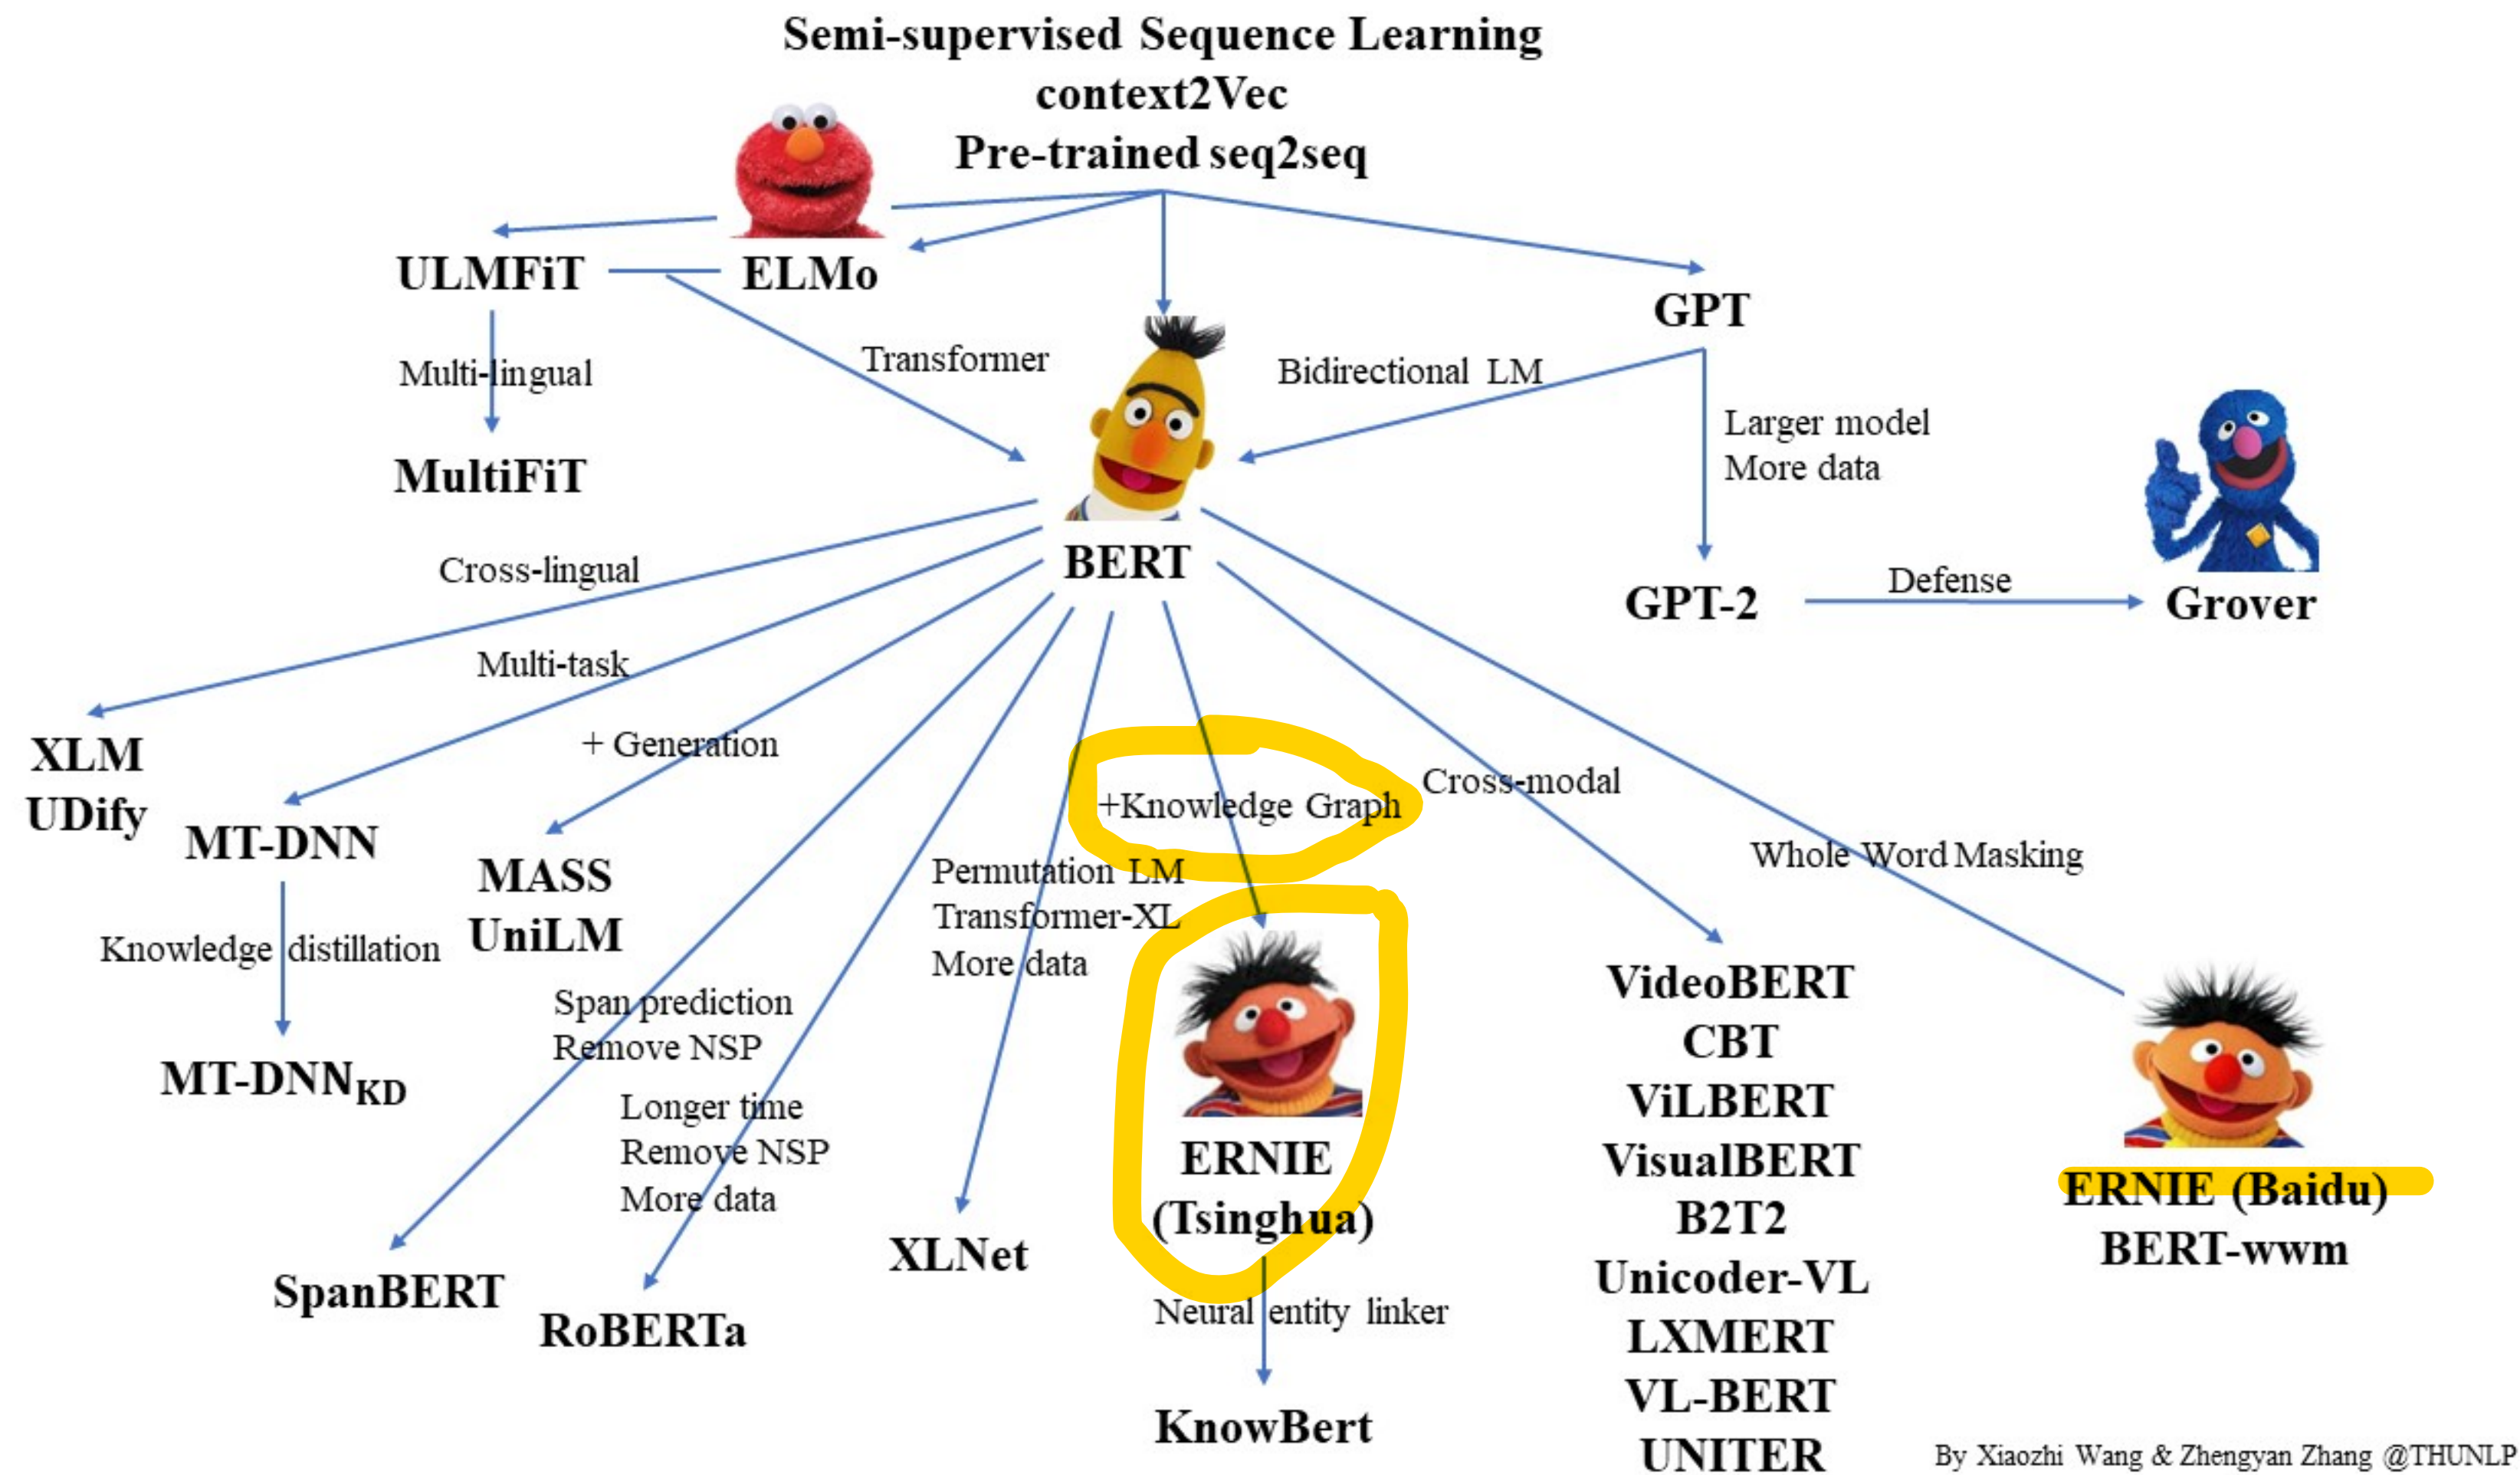 Semi-supervised Sequence Learning
context2Vec
Pre-trained seq2seq
ULMFiT
ELMo
GPT
Multi-lingual
Transformer
Bidirectional LM
Larger model
More data
MultiFiT
BERT
GPT-2
Defense
Grover
Cross-lingual
Multi-task
+ Generation
+Knowledge Graph
Cross-modal
Whole Word Masking
XLM
UDify
MT-DNN
MASS
UniLM
Knowledge distillation
MT-DNNKD
Permutation LM
Transformer-XL
More data
Span prediction
Remove NSP
Longer time
Remove NSP
More data
SpanBERT
RoBERTa
XLNet
ERNIE
(Tsinghua)
Neural entity linker
KnowBert
VideoBERT
CBT
ViLBERT
VisualBERT
B2T2
Unicoder-VL
LXMERT
VL-BERT
UNITER
ERNIE (Baidu)
BERT-wwm
By Xiaozhi Wang & Zhengyan Zhang @THUNLP